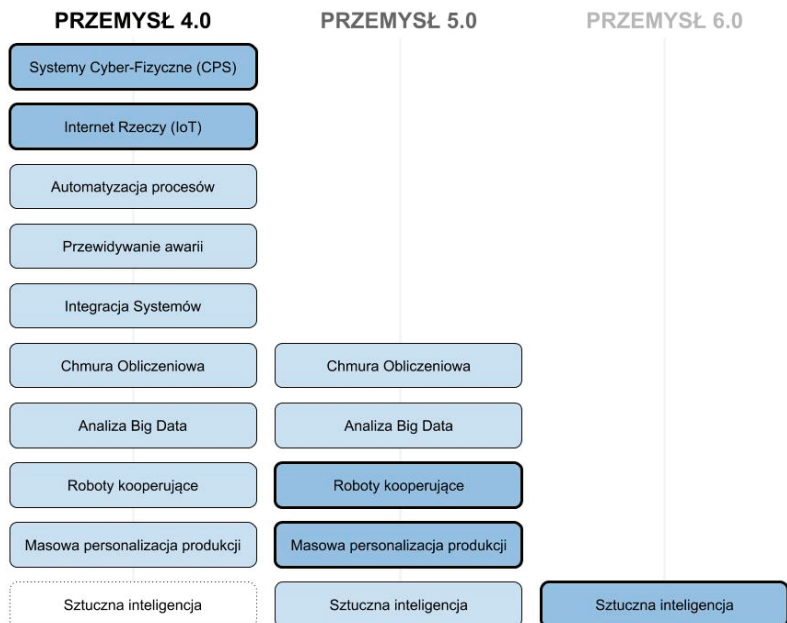 PRZEMYSŁ 4.0
PRZEMYSŁ 5.0
PRZEMYSŁ 6.0
Systemy Cyber-Fizyczne (CPS)
Internet Rzeczy (IoT)
Automatyzacja procesów
Przewidywanie awarii
Integracja Systemów
Chmura Obliczeniowa
Chmura Obliczeniowa
Analiza Big Data
Analiza Big Data
Roboty kooperujące
Roboty kooperujące
Masowa personalizacja produkcji
Masowa personalizacja produkcji
Sztuczna inteligencja
Sztuczna inteligencja
Sztuczna inteligencja